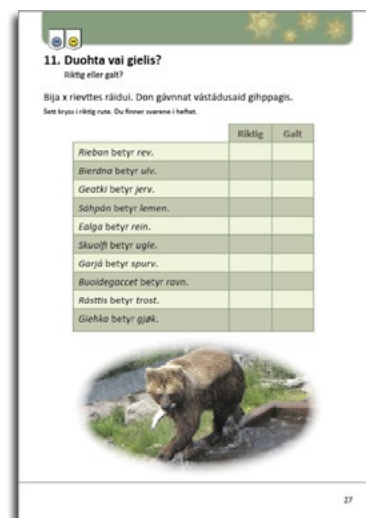 11. Duohta vai gielis?
Riktig eller galt?
Bija x rievttes ráidui. Don gávnnat vástádusaid gihppagis.
Sett kryss i riktig rute. Du finner svarene i heftet.
Riktig Galt
Rieban betyr rev.
Bierdna betyr ulv.
Geatki betyr jerv.
Sáhpán betyr lemen.
Ealga betyr rein.
Skuolfi betyr ugle.
Garjá betyr spurv.
Buoidegaccet betyr ravn.
Rásttis betyr trost.
Giehka betyr gjøk.
27